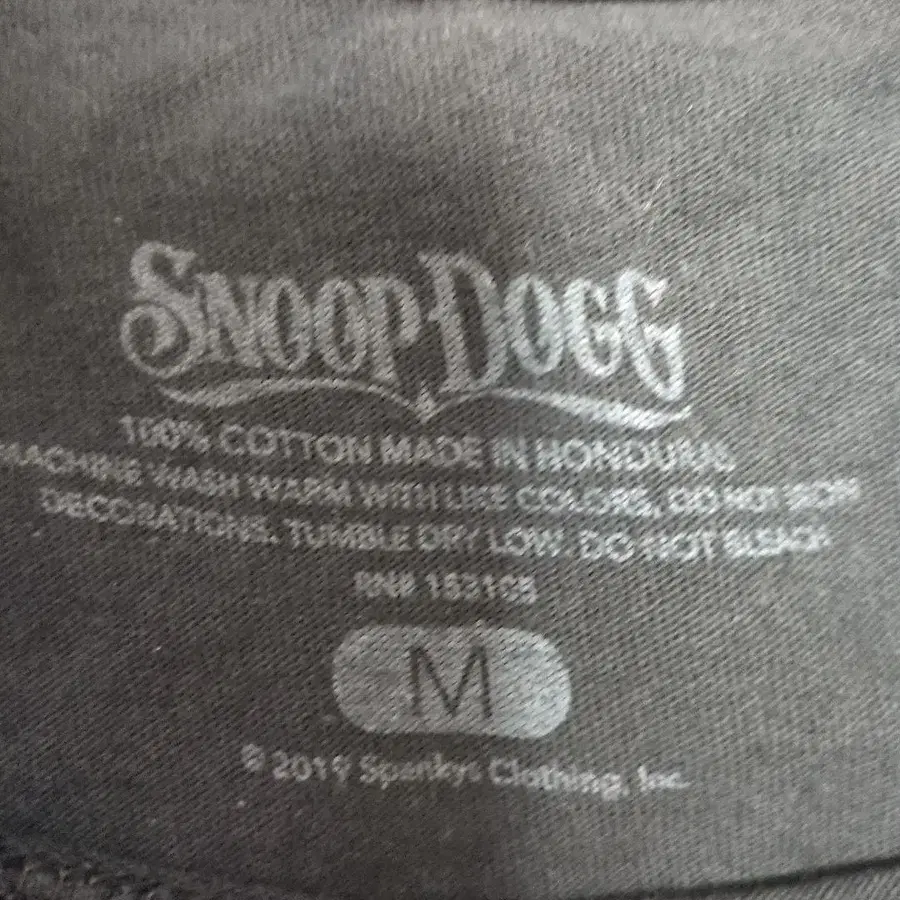 SNOOP DOGG
100% COTTON MADE IN HONDURAS
MACHINE WASH WARM WITH LIKE COLORS, DO NOT IRON
DECORATIONS. TUMBLE DRY LOW. DO NOT BLEACH
RN# 153105
M
© 2019 Spankys Clothing, Inc.